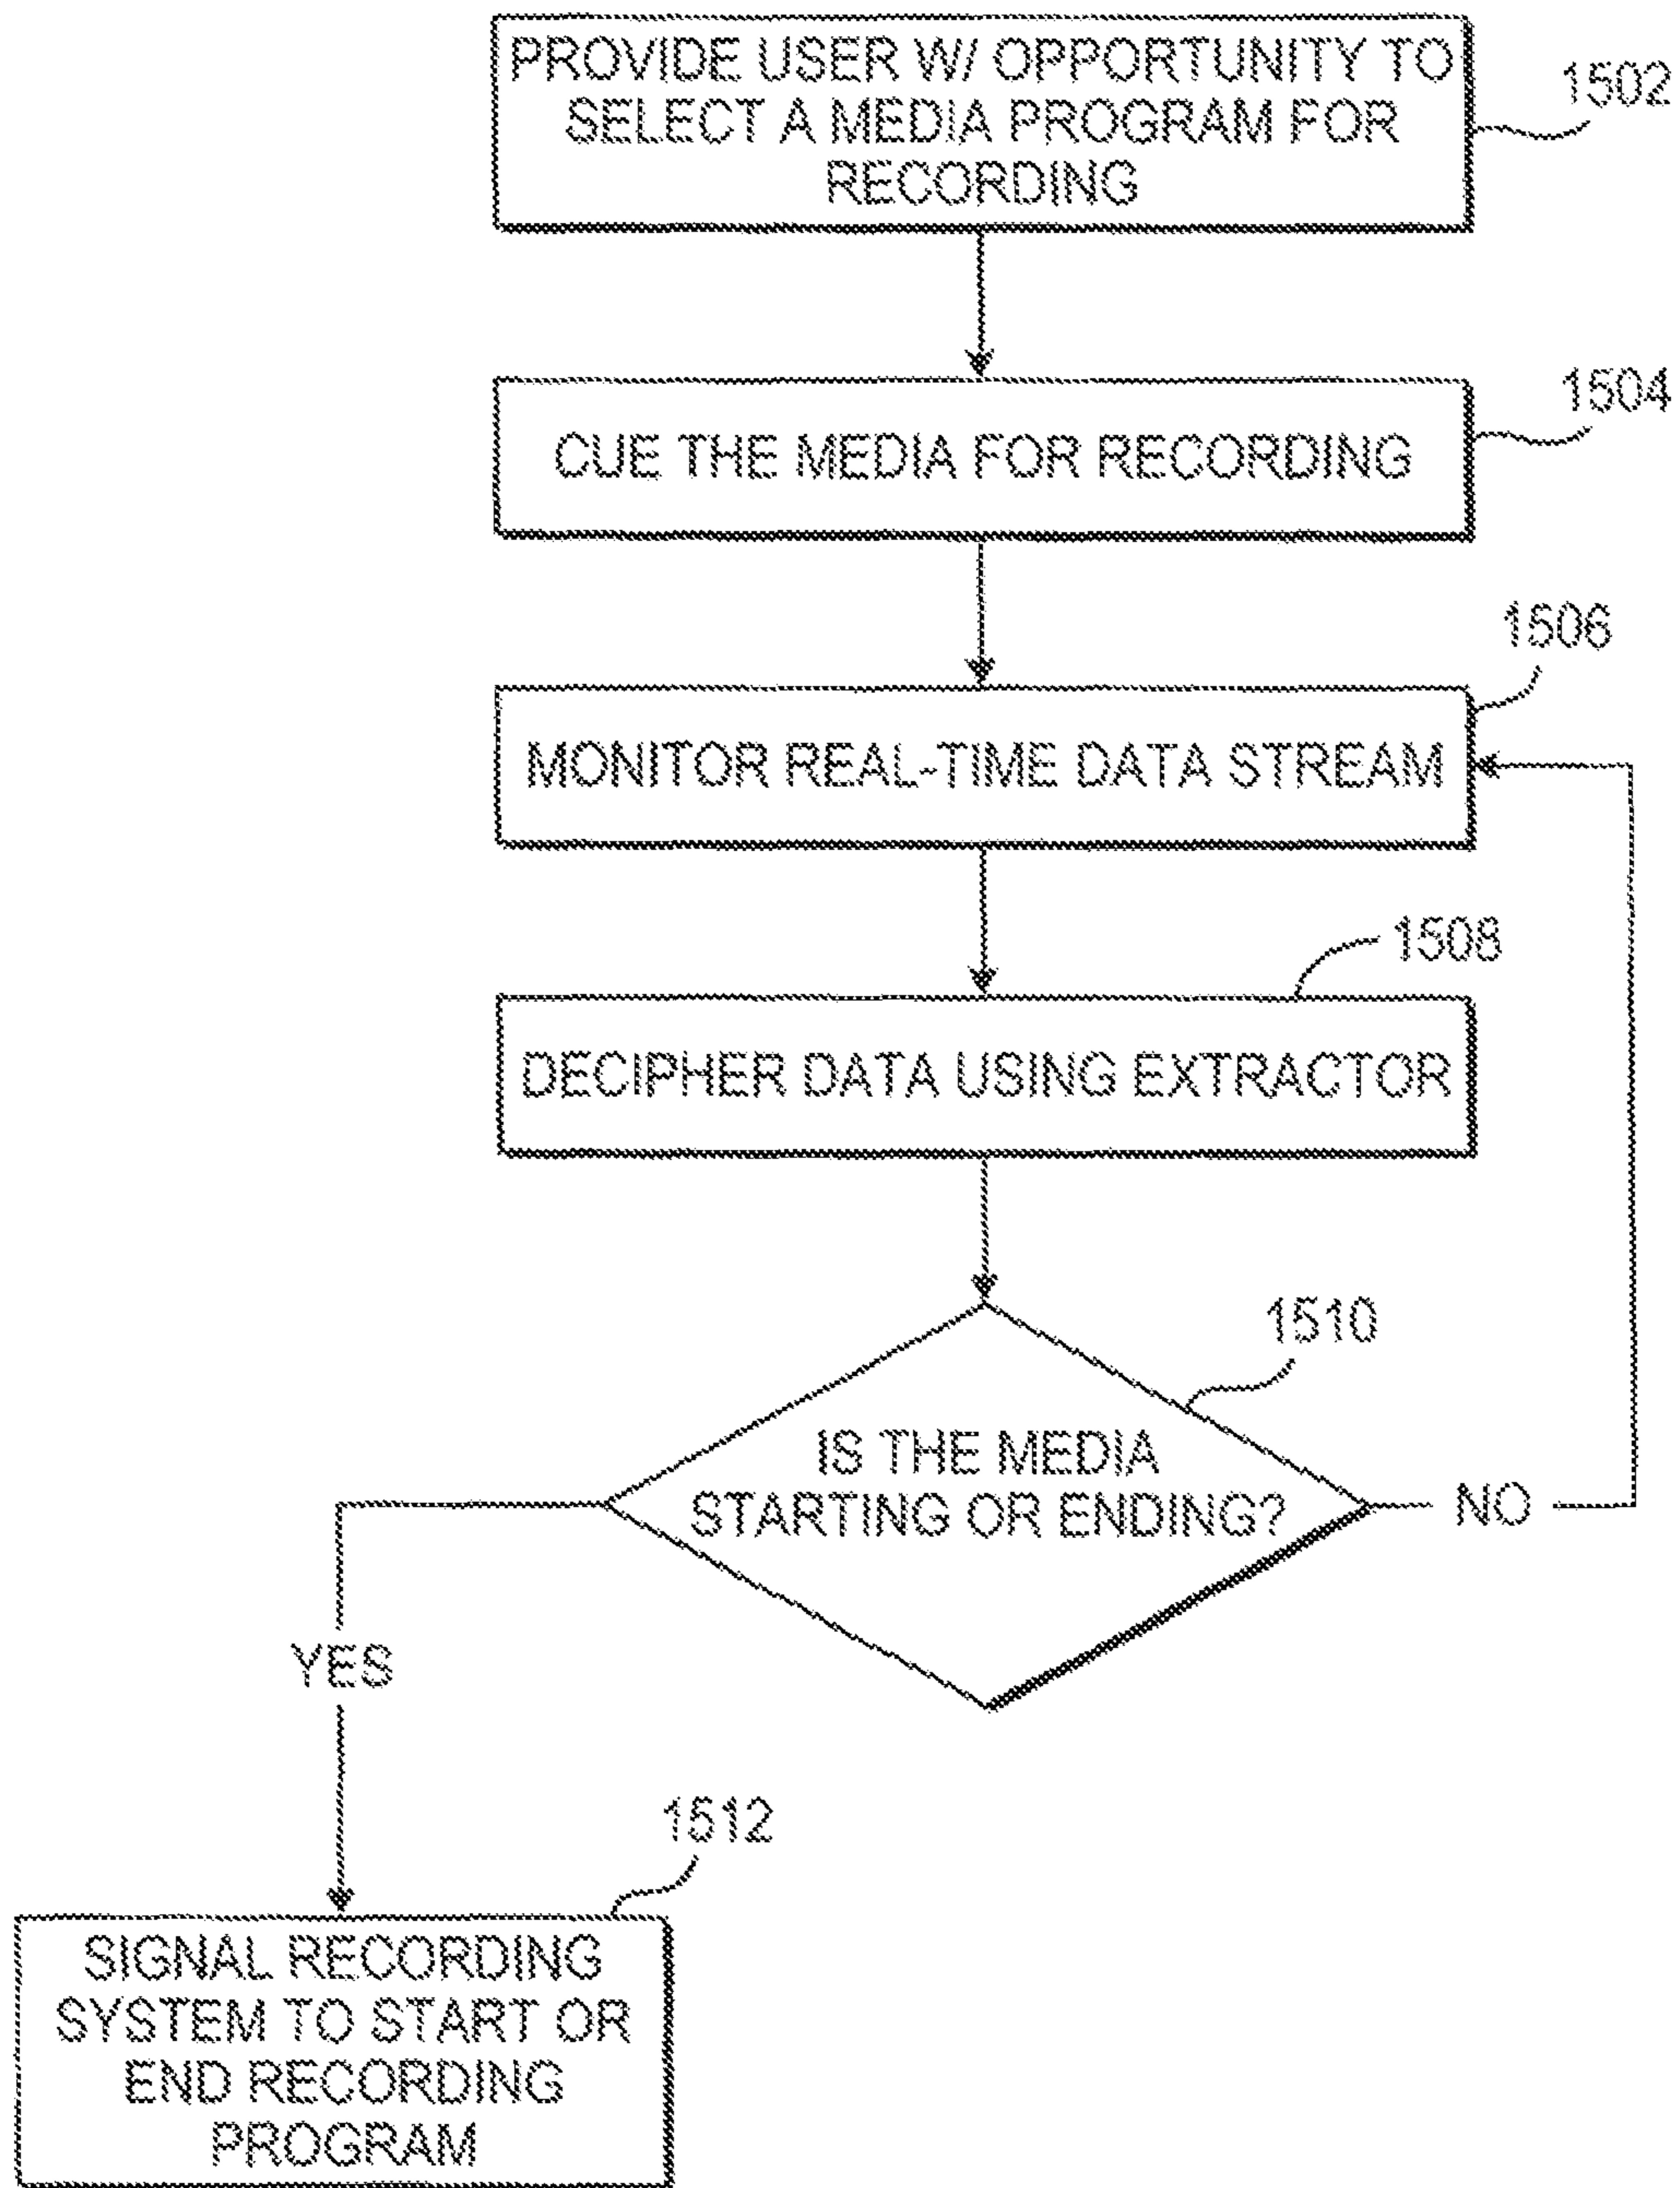 PROVIDE USER W/ OPPORTUNITY TO
SELECT A MEDIA PROGRAM FOR
RECORDING
1502
CUE THE MEDIA FOR RECORDING
1504
MONITOR REAL-TIME DATA STREAM
1506
DECIPHER DATA USING EXTRACTOR
1508
IS THE MEDIA
STARTING OR ENDING?
1510
NO
YES
SIGNAL RECORDING
SYSTEM TO START OR
END RECORDING
PROGRAM
1512